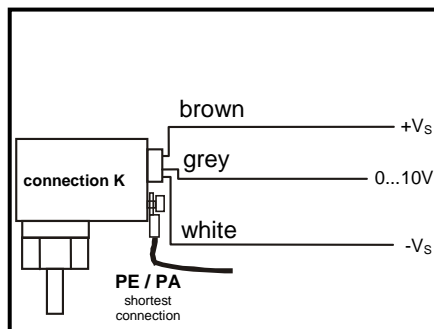 brown
+VS
grey
connection K
0...10V
white
-VS
PE / PA
shortest
connection